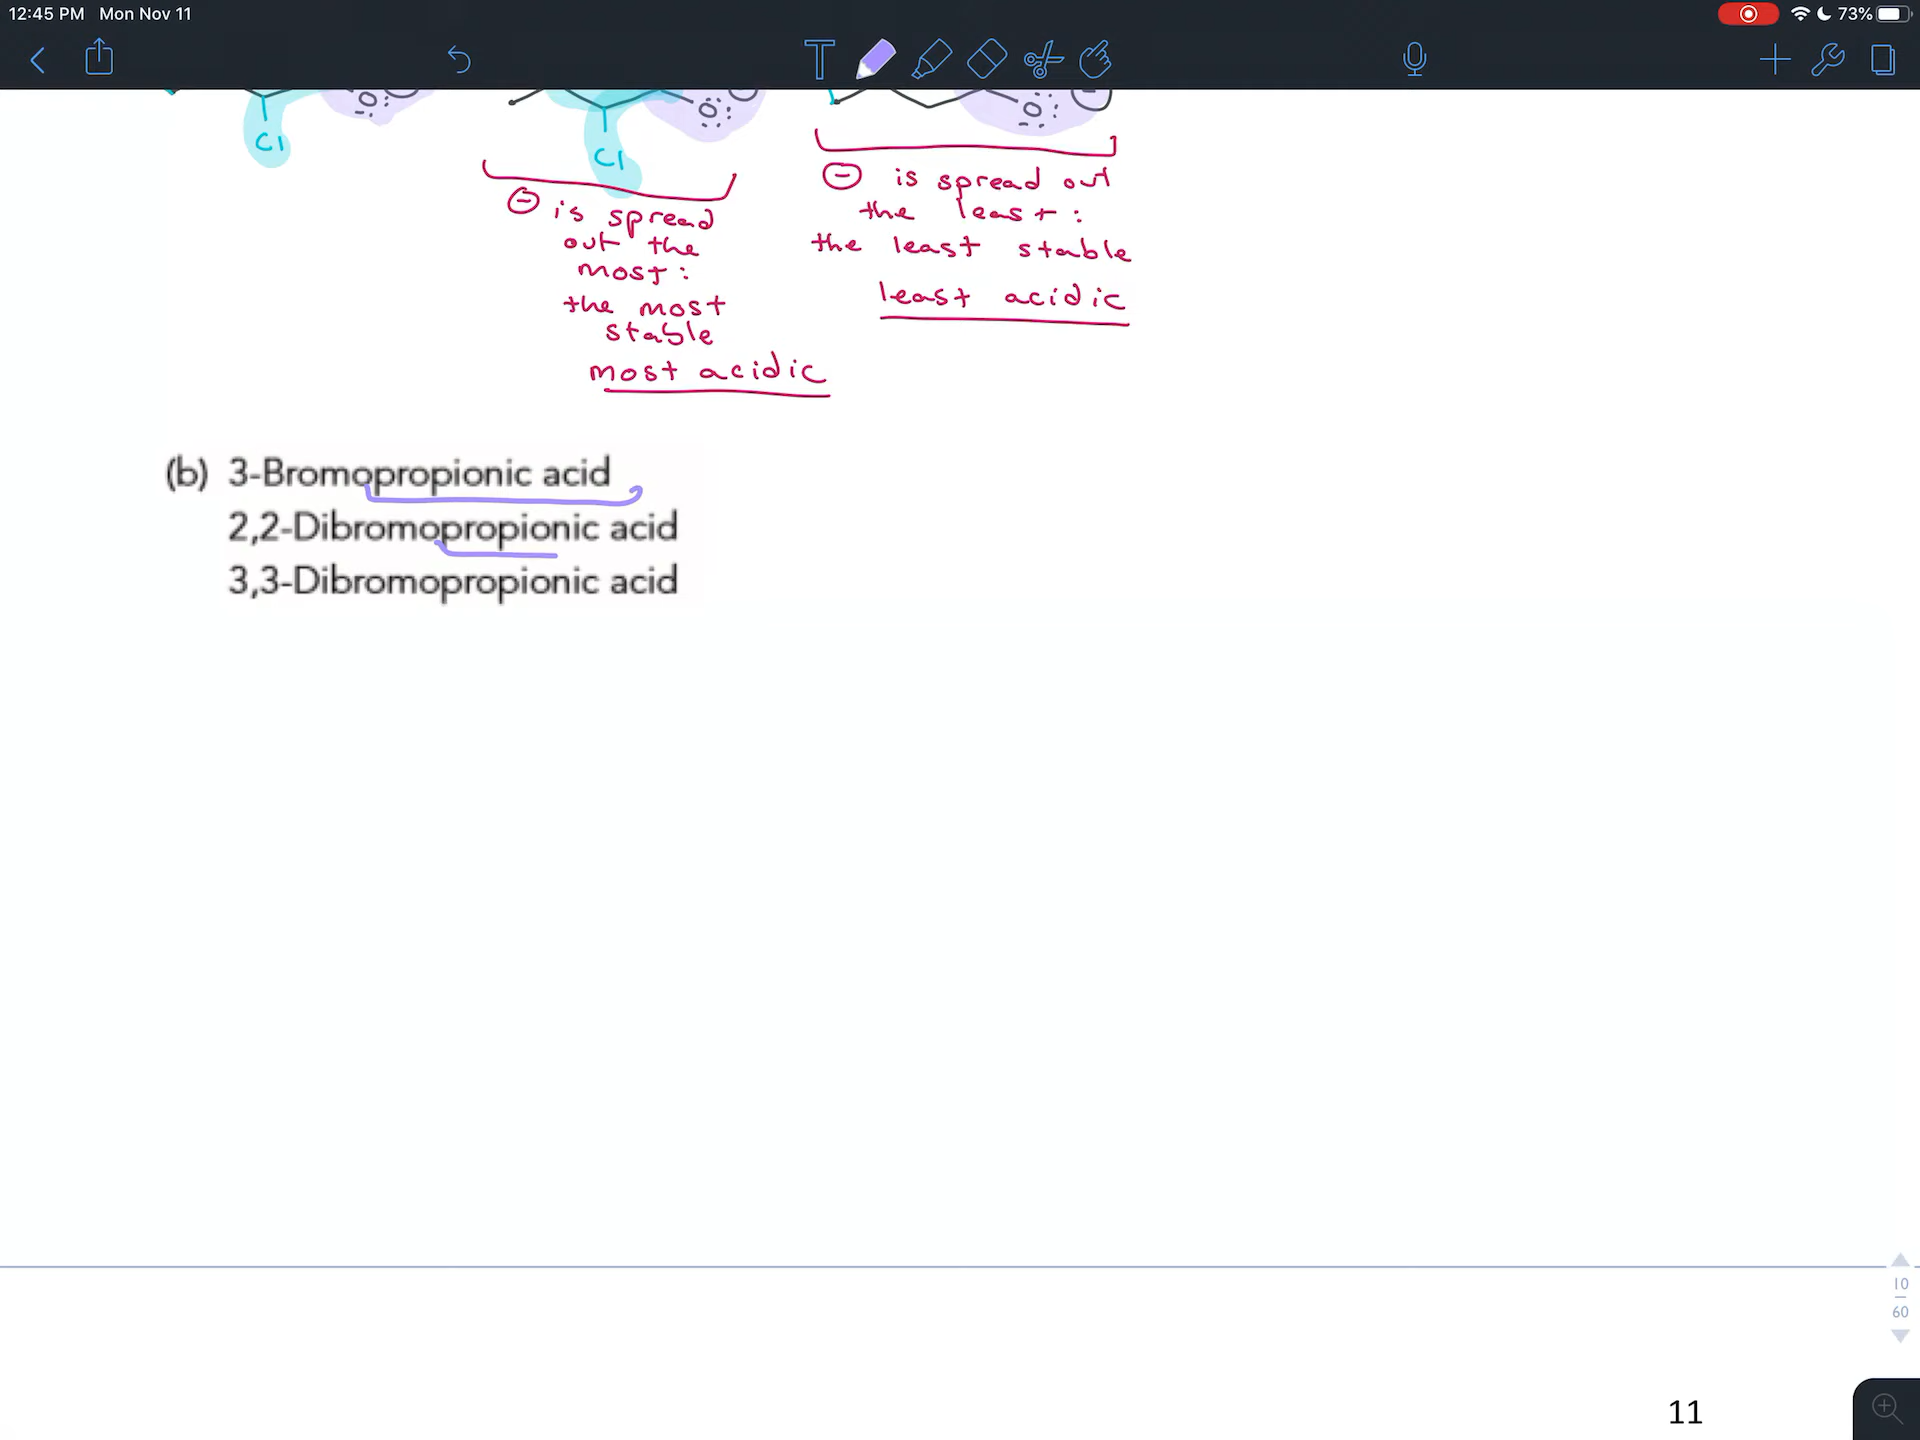 12:45 PM Mon Nov 11
73%
T
Cl
O
Cl
O
O
⊖ is spread
out the
most:
the most
stable
most acidic
⊖ is spread out
the least:
the least stable
least acidic
(b) 3-Bromopropionic acid
2,2-Dibromopropionic acid
3,3-Dibromopropionic acid
10
60
11